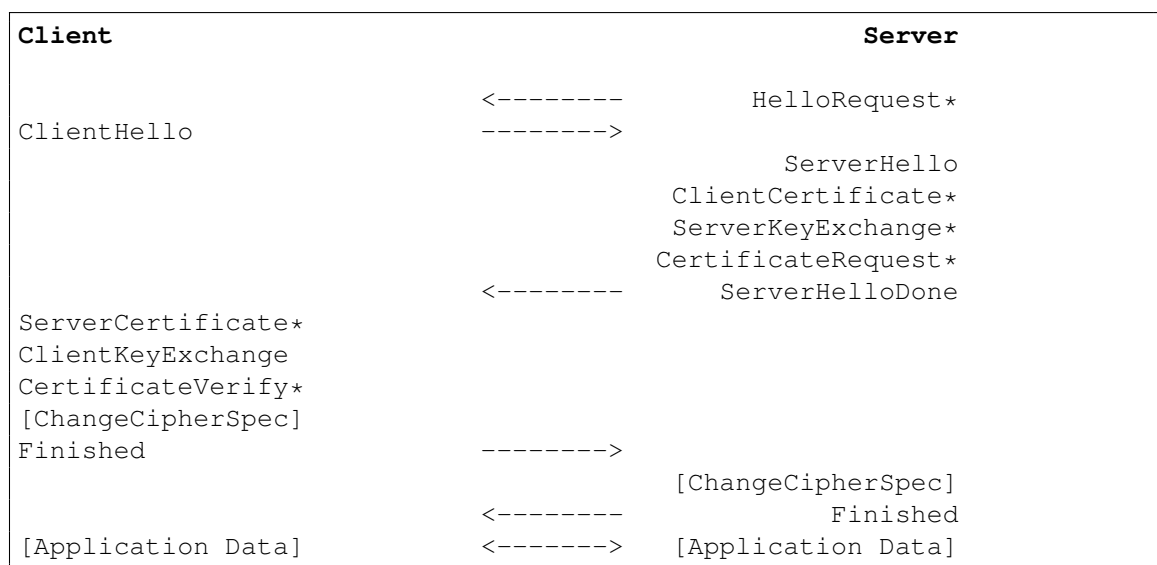 Client Server
<-------- HelloRequest*
ClientHello -------->
ServerHello
ClientCertificate*
ServerKeyExchange*
CertificateRequest*
<-------- ServerHelloDone
ServerCertificate*
ClientKeyExchange
CertificateVerify*
[ChangeCipherSpec]
Finished -------->
[ChangeCipherSpec]
<-------- Finished
[Application Data] <-------> [Application Data]